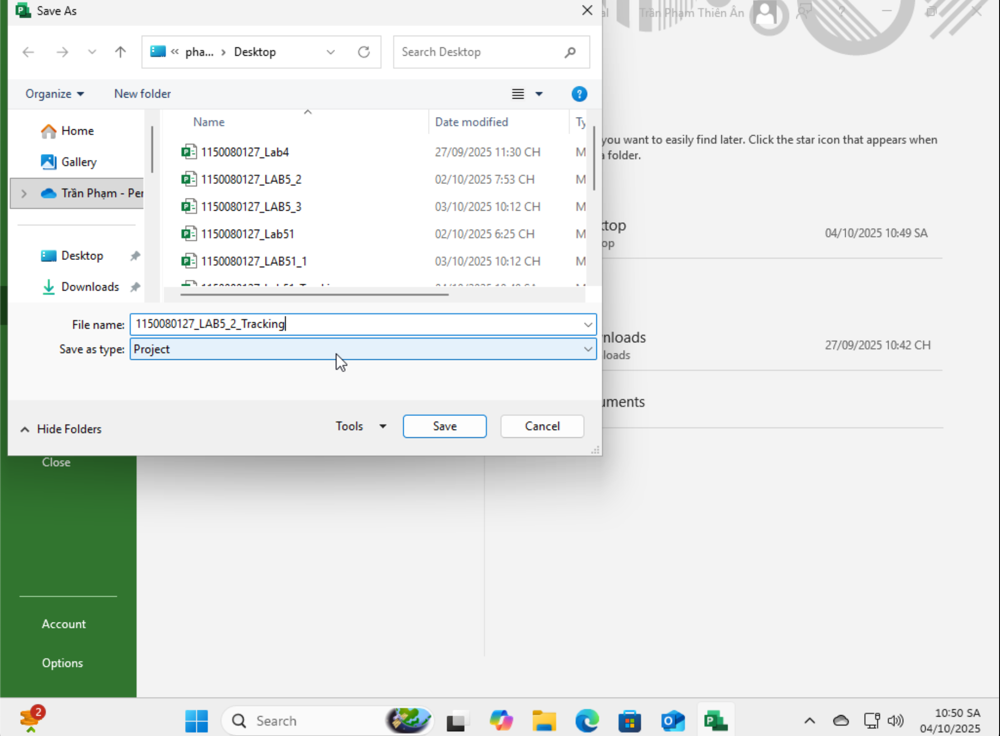 Save As
al
Trần Phạm Thiên Ân
?
« pha... > Desktop
Search Desktop
Organize
New folder
?
Name
Date modified
Ty
Home
Gallery
Trần Phạm - Per
Desktop
Downloads
1150080127_Lab4
27/09/2025 11:30 CH
M
1150080127_LAB5_2
02/10/2025 7:53 CH
M
1150080127_LAB5_3
03/10/2025 10:12 CH
M
1150080127_Lab51
02/10/2025 6:25 CH
M
1150080127_LAB51_1
03/10/2025 10:12 CH
M
you want to easily find later. Click the star icon that appears when
a folder.
ktop
op
04/10/2025 10:49 SA
File name:
1150080127_LAB5_2_Tracking
Save as type:
Project
nloads
loads
27/09/2025 10:42 CH
uments
Hide Folders
Tools
Save
Cancel
Close
Account
Options
2
Search
10:50 SA
04/10/2025